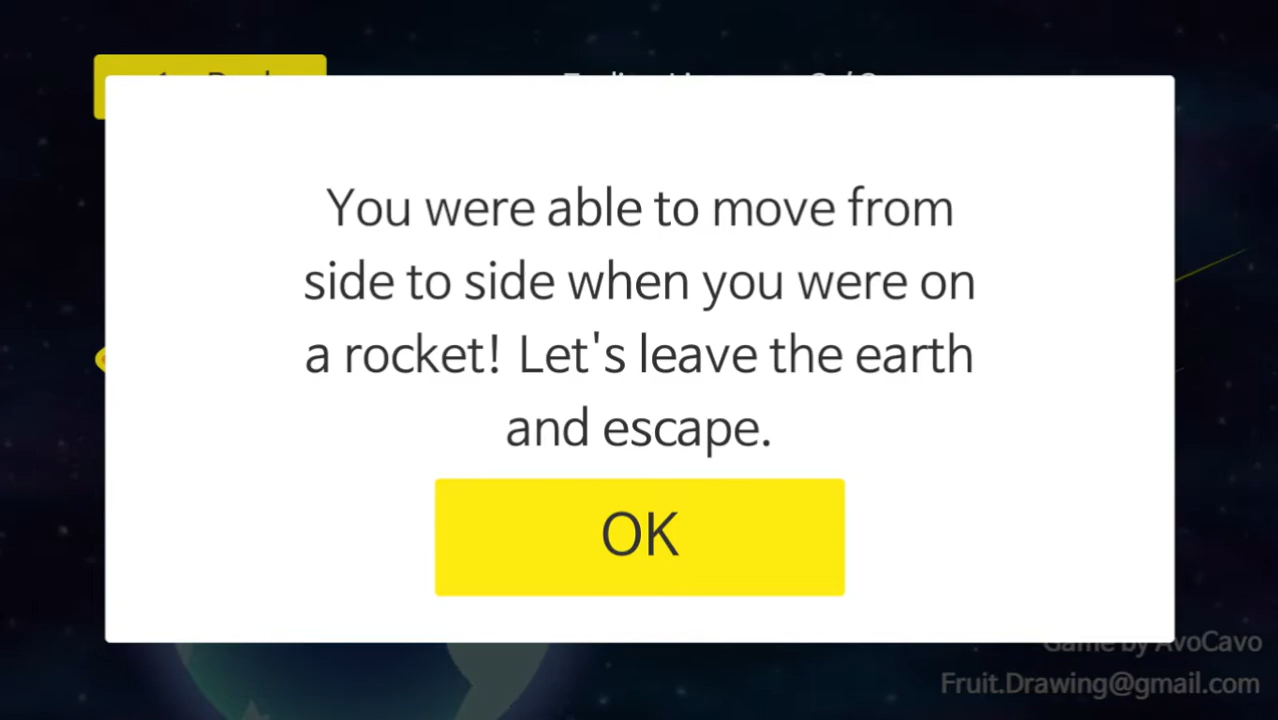 You were able to move from
side to side when you were on
a rocket! Let's leave the earth
and escape.
OK
Game by AvoCavo
Fruit.Drawing@gmail.com